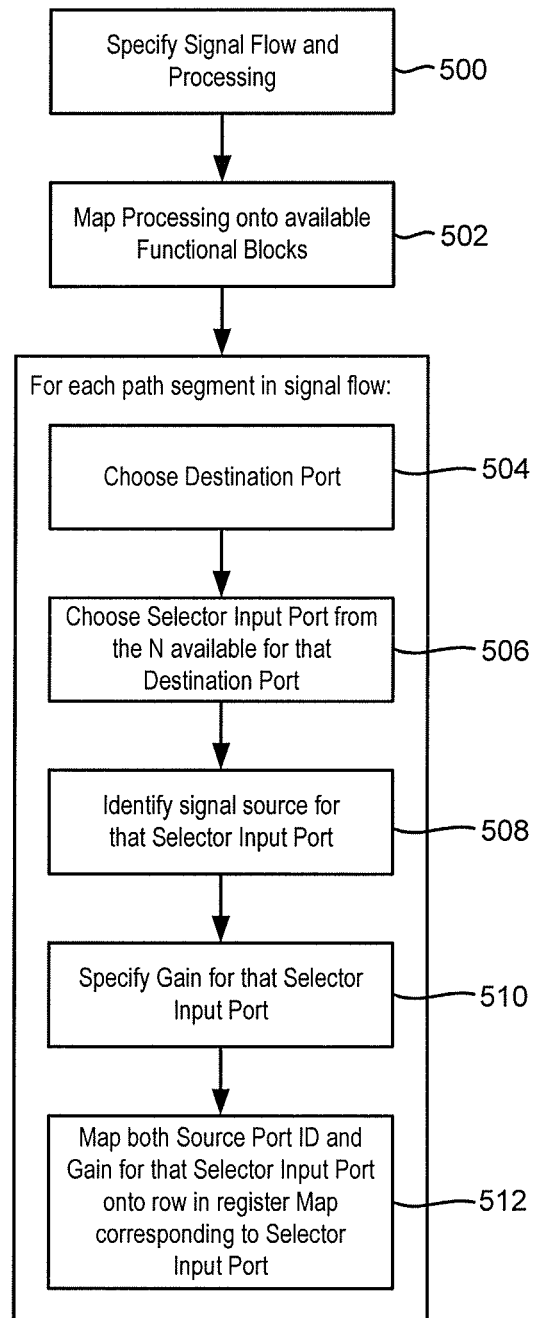 Specify Signal Flow and
Processing
500
Map Processing onto available
Functional Blocks
502
For each path segment in signal flow:
Choose Destination Port
504
Choose Selector Input Port from
the N available for that
Destination Port
506
Identify signal source for
that Selector Input Port
508
Specify Gain for that Selector
Input Port
510
Map both Source Port ID and
Gain for that Selector Input Port
onto row in register Map
corresponding to Selector
Input Port
512